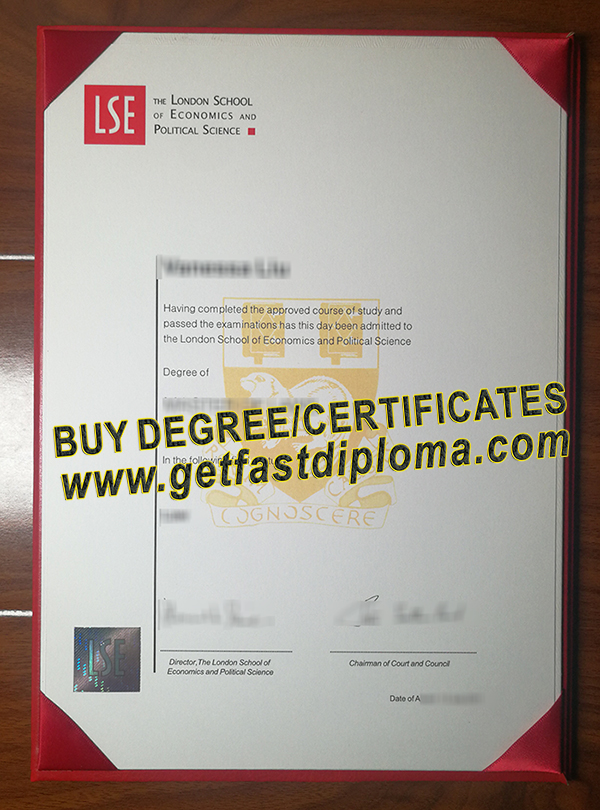 LSE
THE LONDON SCHOOL
OF ECONOMICS AND
POLITICAL SCIENCE
Having completed the approved course of study and
passed the examinations has this day been admitted to
the London School of Economics and Political Science
Degree of
BUY DEGREE/CERTIFICATES
In the
www.getfastdiploma.com
COGNOSCERE
LSE
Director,The London School of
Economics and Political Science
Chairman of Court and Council
Date of